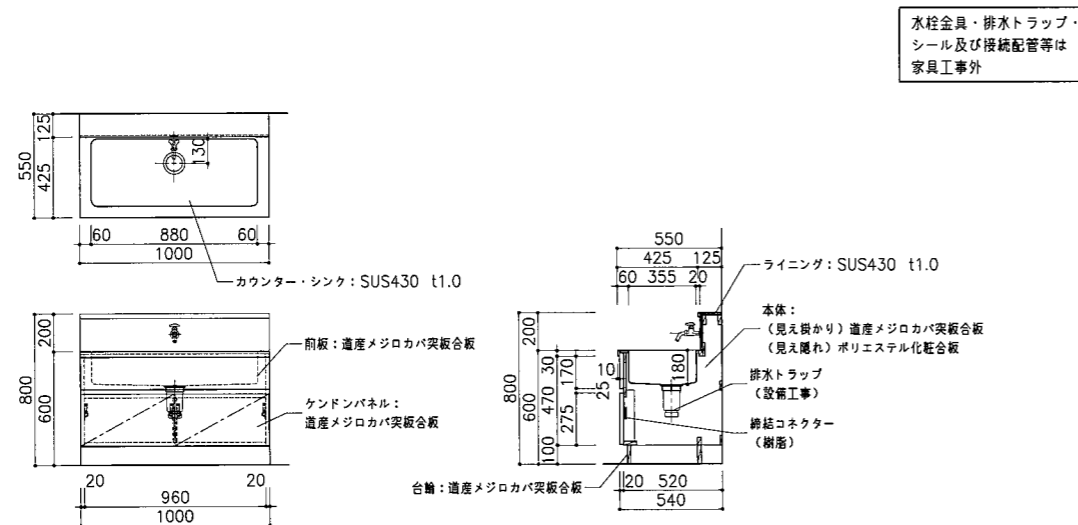 水栓金具・排水トラップ・
シール及び接続配管等は
家具工事外
550
125
425
130
60 880 60
1000
カウンター・シンク：SUS430 t1.0
800
200
600
前板：道産メジロカバ突板合板
ケンドンパネル：
道産メジロカバ突板合板
20 20
960
1000
550
425 125
60 355 20
ライニング：SUS430 t1.0
本体：
（見え掛かり）道産メジロカバ突板合板
（見え隠れ）ポリエステル化粧合板
排水トラップ
（設備工事）
締結コネクター
（樹脂）
800
200
600
30
470
100
10
25
170
275
180
台輪：道産メジロカバ突板合板
20 520
540